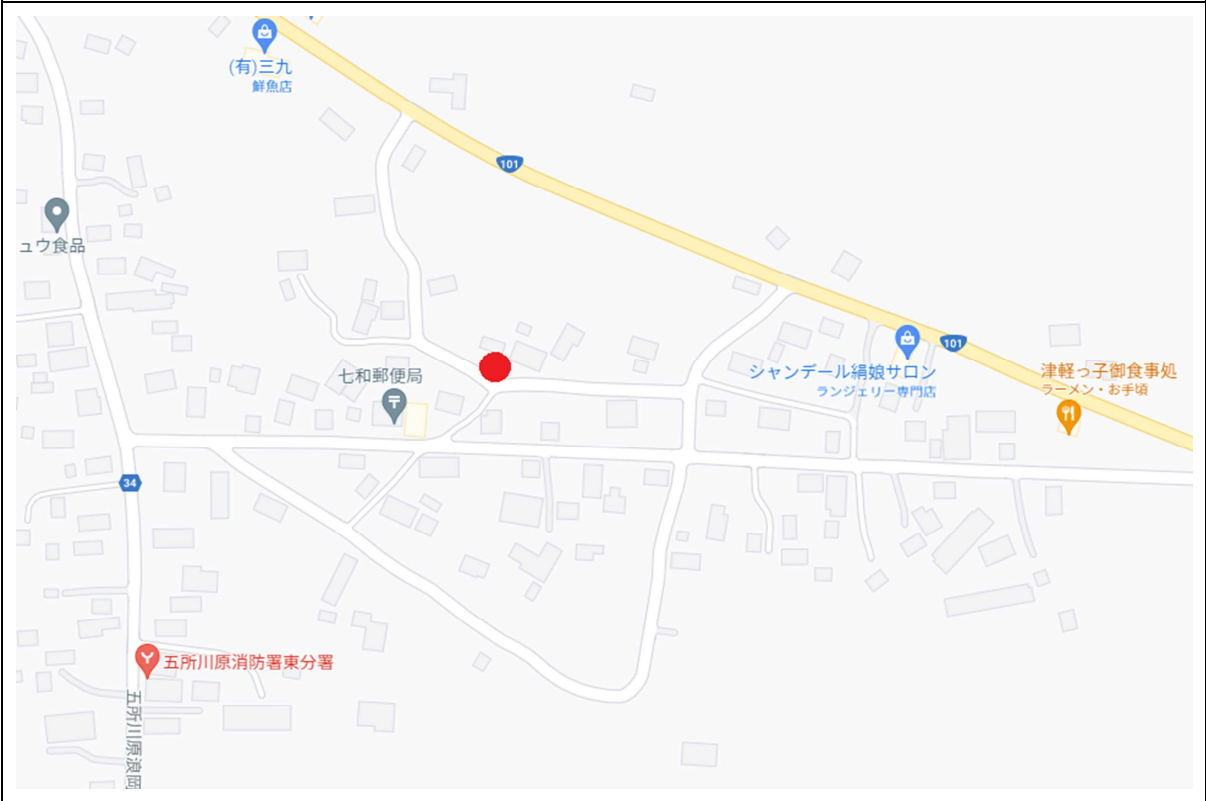 (有)三九
鮮魚店
101
ュウ食品
シャンデール絹娘サロン
ランジェリー専門店
101
津軽っ子御食事処
ラーメン・お手頃
七和郵便局
34
五所川原消防署東分署
五所川原浪岡